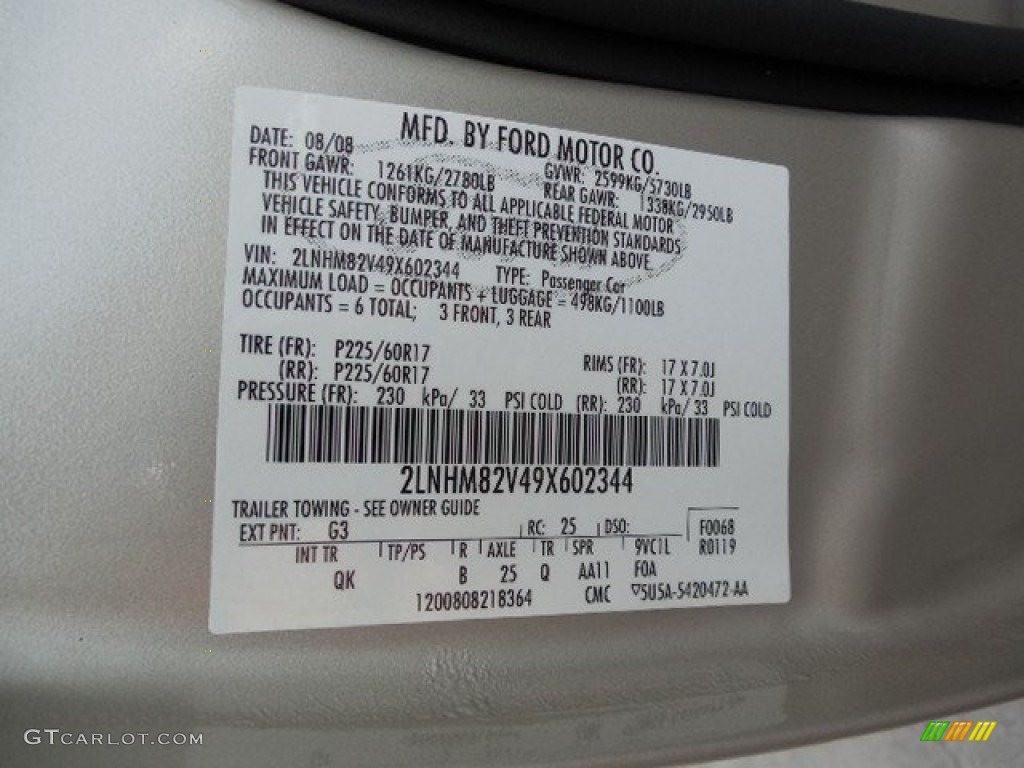 MFD. BY FORD MOTOR CO.
DATE: 08/08
GVWR: 2599KG/5730LB
FRONT GAWR: 1261KG/2780LB
REAR GAWR: 1338KG/2950LB
THIS VEHICLE CONFORMS TO ALL APPLICABLE FEDERAL MOTOR
VEHICLE SAFETY, BUMPER, AND THEFT PREVENTION STANDARDS
IN EFFECT ON THE DATE OF MANUFACTURE SHOWN ABOVE.
VIN: 2LNHM82V49X602344 TYPE: Passenger Car
MAXIMUM LOAD = OCCUPANTS + LUGGAGE = 498KG/1100LB
OCCUPANTS = 6 TOTAL; 3 FRONT, 3 REAR
TIRE (FR): P225/60R17 RIMS (FR): 17 X 7.0J
(RR): P225/60R17 (RR): 17 X 7.0J
PRESSURE (FR): 230 kPa/ 33 PSI COLD (RR): 230 kPa/ 33 PSI COLD
2LNHM82V49X602344
TRAILER TOWING - SEE OWNER GUIDE
EXT PNT: G3 RC: 25 DSO: F0068
INT TR TP/PS R AXLE TR SPR 9VC1L R0119
QK B 25 Q AA11 FOA
1200808218364 CMC ▽5U5A-5420472-AA
GTCARLOT.COM